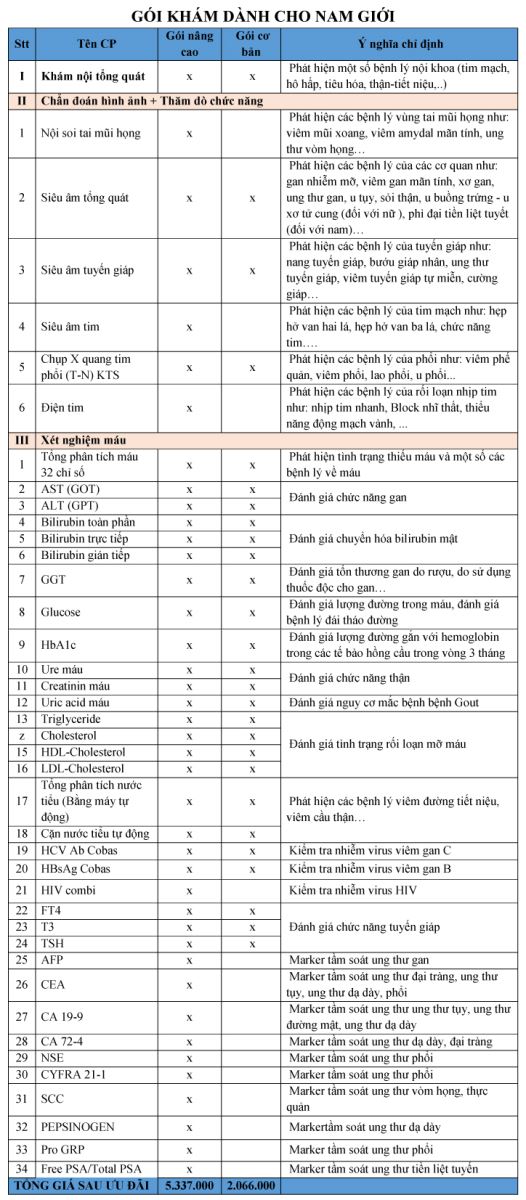 GÓI KHÁM DÀNH CHO NAM GIỚI
Stt Tên CP Gói nâng cao Gói cơ bản Ý nghĩa chỉ định
I Khám nội tổng quát x x Phát hiện một số bệnh lý nội khoa (tim mạch,
hô hấp, tiêu hóa, thận-tiết niệu,..)
II Chẩn đoán hình ảnh + Thăm dò chức năng
1 Nội soi tai mũi họng x Phát hiện các bệnh lý vùng tai mũi họng như:
viêm mũi xoang, viêm amydal mãn tính, ung
thư vòm họng…
2 Siêu âm tổng quát x x Phát hiện các bệnh lý của các cơ quan như:
gan nhiễm mỡ, viêm gan mãn tính, xơ gan,
ung thư gan, u tụy, sỏi thận, u buồng trứng - u
xơ tử cung (đối với nữ ), phì đại tiền liệt tuyết
(đối với nam)…
3 Siêu âm tuyến giáp x x Phát hiện các bệnh lý của tuyến giáp như:
nang tuyến giáp, bướu giáp nhân, ung thư
tuyến giáp, viêm tuyến giáp tự miễn, cường
giáp…
4 Siêu âm tim x Phát hiện các bệnh lý của tim mạch như: hẹp
hở van hai lá, hẹp hở van ba lá, chức năng
tim….
5 Chụp X quang tim x x Phát hiện các bệnh lý của phổi như: viêm phế
phổi (T-N) KTS quản, viêm phổi, lao phổi, u phổi...
6 Điện tim x Phát hiện các bệnh lý của rối loạn nhịp tim
như: nhịp tim nhanh, Block nhĩ thất, thiếu
năng động mạch vành, ...
III Xét nghiệm máu
1 Tổng phân tích máu x x Phát hiện tình trạng thiếu máu và một số các
32 chỉ số bệnh lý về máu
2 AST (GOT) x x Đánh giá chức năng gan
3 ALT (GPT) x x
4 Bilirubin toàn phần x x
5 Bilirubin trực tiếp x x Đánh giá chuyển hóa bilirubin mật
6 Bilirubin gián tiếp x x
7 GGT x x Đánh giá tổn thương gan do rượu, do sử dụng
thuốc độc cho gan…
8 Glucose x x Đánh giá lượng đường trong máu, đánh giá
bệnh lý đái tháo đường
9 HbA1c x x Đánh giá lượng đường gắn với hemoglobin
trong các tế bào hồng cầu trong vòng 3 tháng
10 Ure máu x x Đánh giá chức năng thận
11 Creatinin máu x x
12 Uric acid máu x x Đánh giá nguy cơ mắc bệnh bệnh Gout
13 Triglyceride x x
z Cholesterol x x Đánh giá tình trạng rối loạn mỡ máu
15 HDL-Cholesterol x x
16 LDL-Cholesterol x x
17 Tổng phân tích nước x x Phát hiện các bệnh lý viêm đường tiết niệu,
tiểu (Bằng máy tự viêm cầu thận…
động)
18 Cặn nước tiểu tự động x x
19 HCV Ab Cobas x x Kiểm tra nhiễm virus viêm gan C
20 HBsAg Cobas x x Kiểm tra nhiễm virus viêm gan B
21 HIV combi x Kiểm tra nhiễm virus HIV
22 FT4 x x
23 T3 x x Đánh giá chức năng tuyến giáp
24 TSH x x
25 AFP x Marker tầm soát ung thư gan
26 CEA x Marker tầm soát ung thư đại tràng, ung thư
tụy, ung thư dạ dày, phổi
27 CA 19-9 x Marker tầm soát ung thư ung thư tụy, ung thư
đường mật, ung thư dạ dày
28 CA 72-4 x Marker tầm soát ung thư dạ dày, đại tràng
29 NSE x Marker tầm soát ung thư phổi
30 CYFRA 21-1 x Marker tầm soát ung thư phổi
31 SCC x Marker tầm soát ung thư vòm họng, thực
quản
32 PEPSINOGEN x Markertầm soát ung thư dạ dày
33 Pro GRP x Marker tầm soát ung thư phổi
34 Free PSA/Total PSA x Marker tầm soát ung thư tiền liệt tuyến
TỔNG GIÁ SAU ƯU ĐÃI 5.337.000 2.066.000